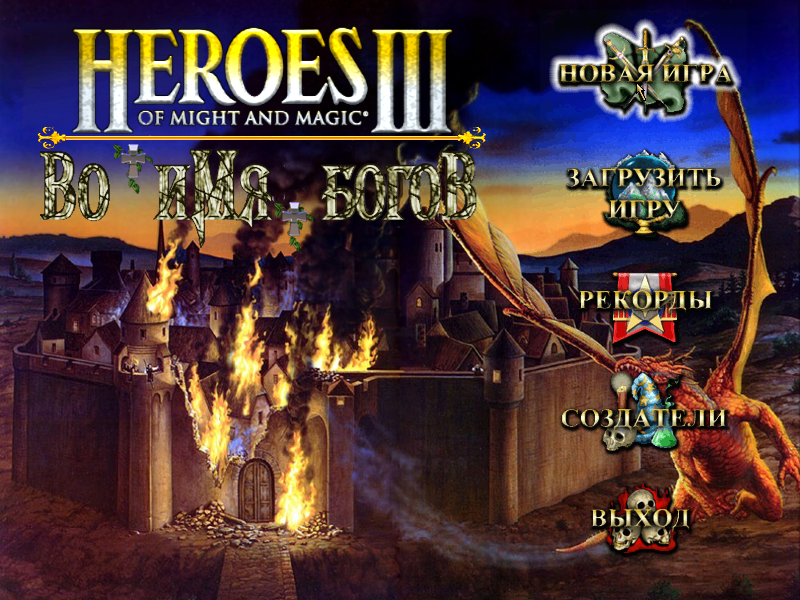 HEROES III
OF MIGHT AND MAGIC®
Во имя богов
НОВАЯ ИГРА
ЗАГРУЗИТЬ
ИГРУ
РЕКОРДЫ
СОЗДАТЕЛИ
ВЫХОД